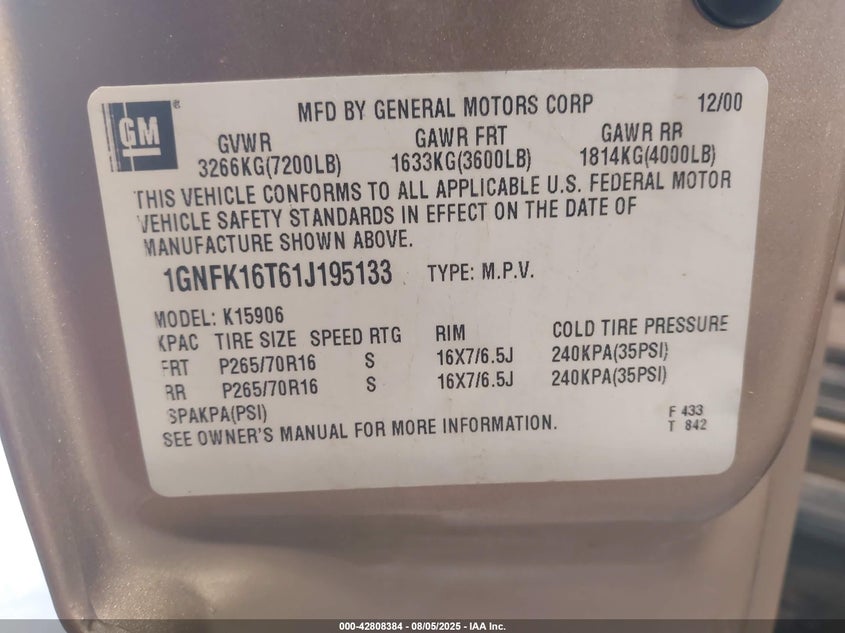 GM ® MFD BY GENERAL MOTORS CORP 12/00
GVWR GAWR FRT GAWR RR
3266KG(7200LB) 1633KG(3600LB) 1814KG(4000LB)
THIS VEHICLE CONFORMS TO ALL APPLICABLE U.S. FEDERAL MOTOR
VEHICLE SAFETY STANDARDS IN EFFECT ON THE DATE OF
MANUFACTURE SHOWN ABOVE.
1GNFK16T61J195133 TYPE: M.P.V.
MODEL: K15906
KPAC TIRE SIZE SPEED RTG RIM COLD TIRE PRESSURE
FRT P265/70R16 S 16X7/6.5J 240KPA(35PSI)
RR P265/70R16 S 16X7/6.5J 240KPA(35PSI)
SPAKPA(PSI)
SEE OWNER'S MANUAL FOR MORE INFORMATION.
F 433
T 842
000-42808384 - 08/05/2025 - IAA Inc.